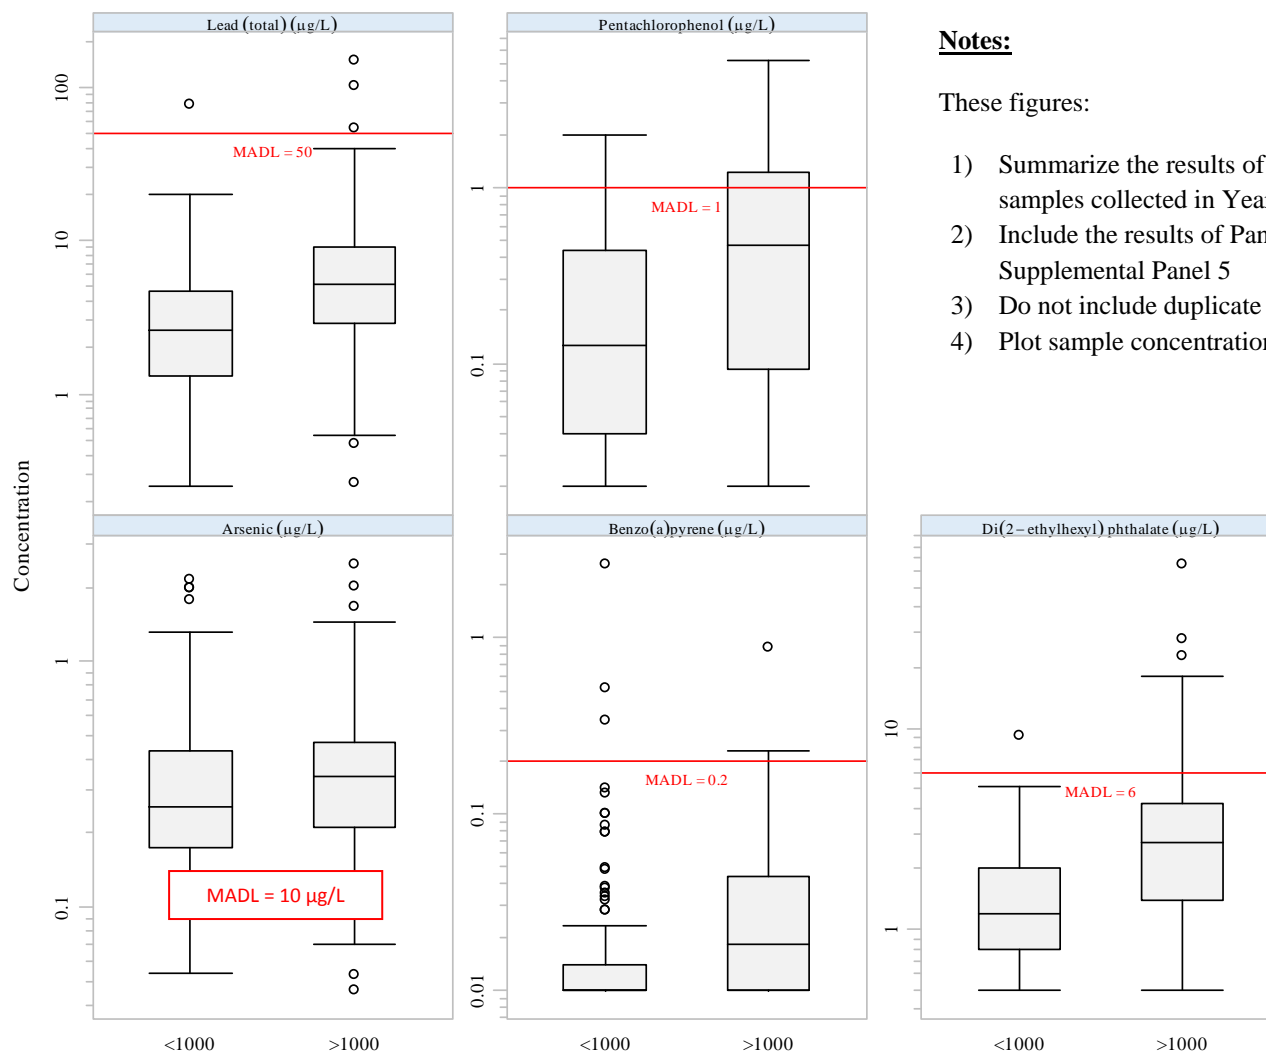 Lead (total) (µg/L)
100
10
1
MADL = 50
Pentachlorophenol (µg/L)
1
0.1
MADL = 1
Notes:
These figures:
1) Summarize the results of
samples collected in Year
2) Include the results of Pan
Supplemental Panel 5
3) Do not include duplicate
4) Plot sample concentration
Concentration
Arsenic (µg/L)
1
0.1
MADL = 10 µg/L
<1000 >1000
Benzo(a)pyrene (µg/L)
1
0.1
0.01
MADL = 0.2
<1000 >1000
Di(2−ethylhexyl) phthalate (µg/L)
10
1
MADL = 6
<1000 >1000